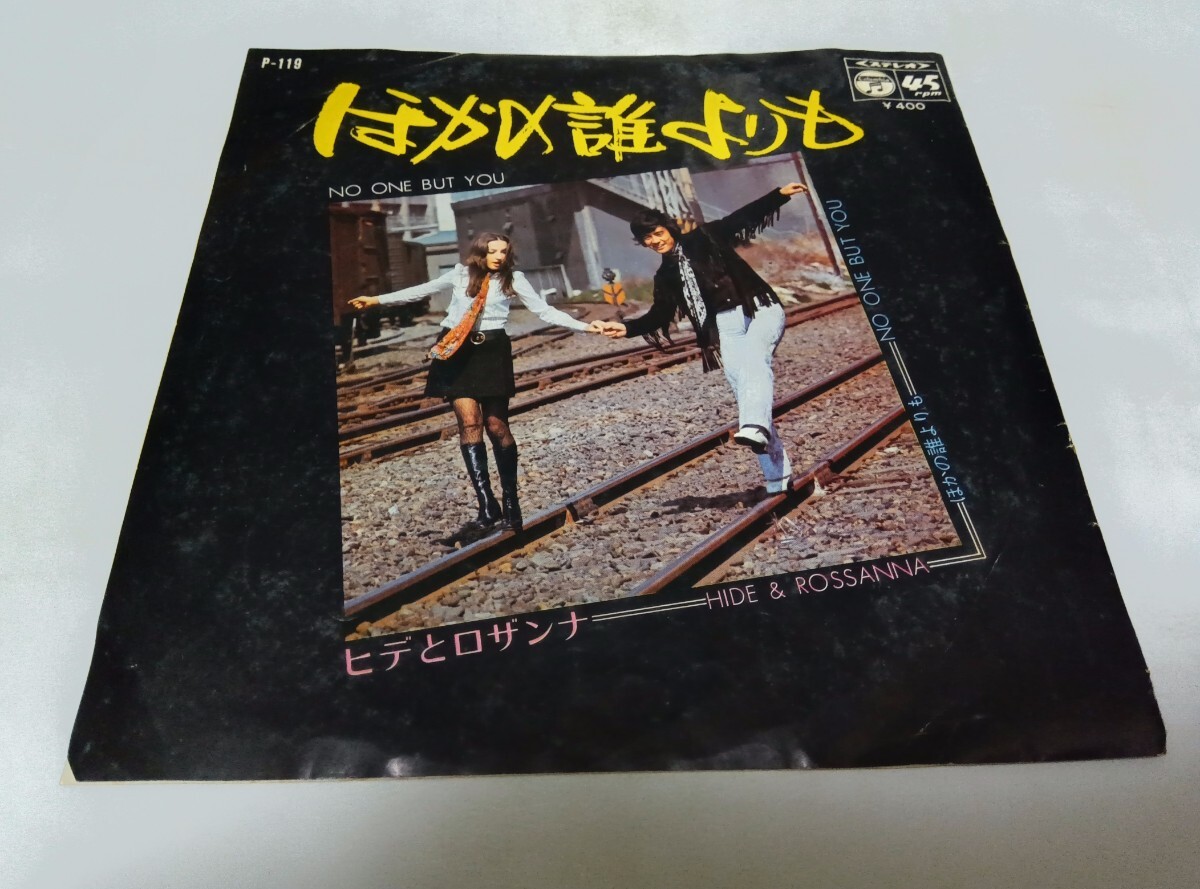 P-119
<ステレオ>
Columbia
45
rpm
¥400
ほかの誰よりも
NO ONE BUT YOU
NO ONE BUT YOU
ほかの誰よりも
HIDE & ROSSANNA
ヒデとロザンナ